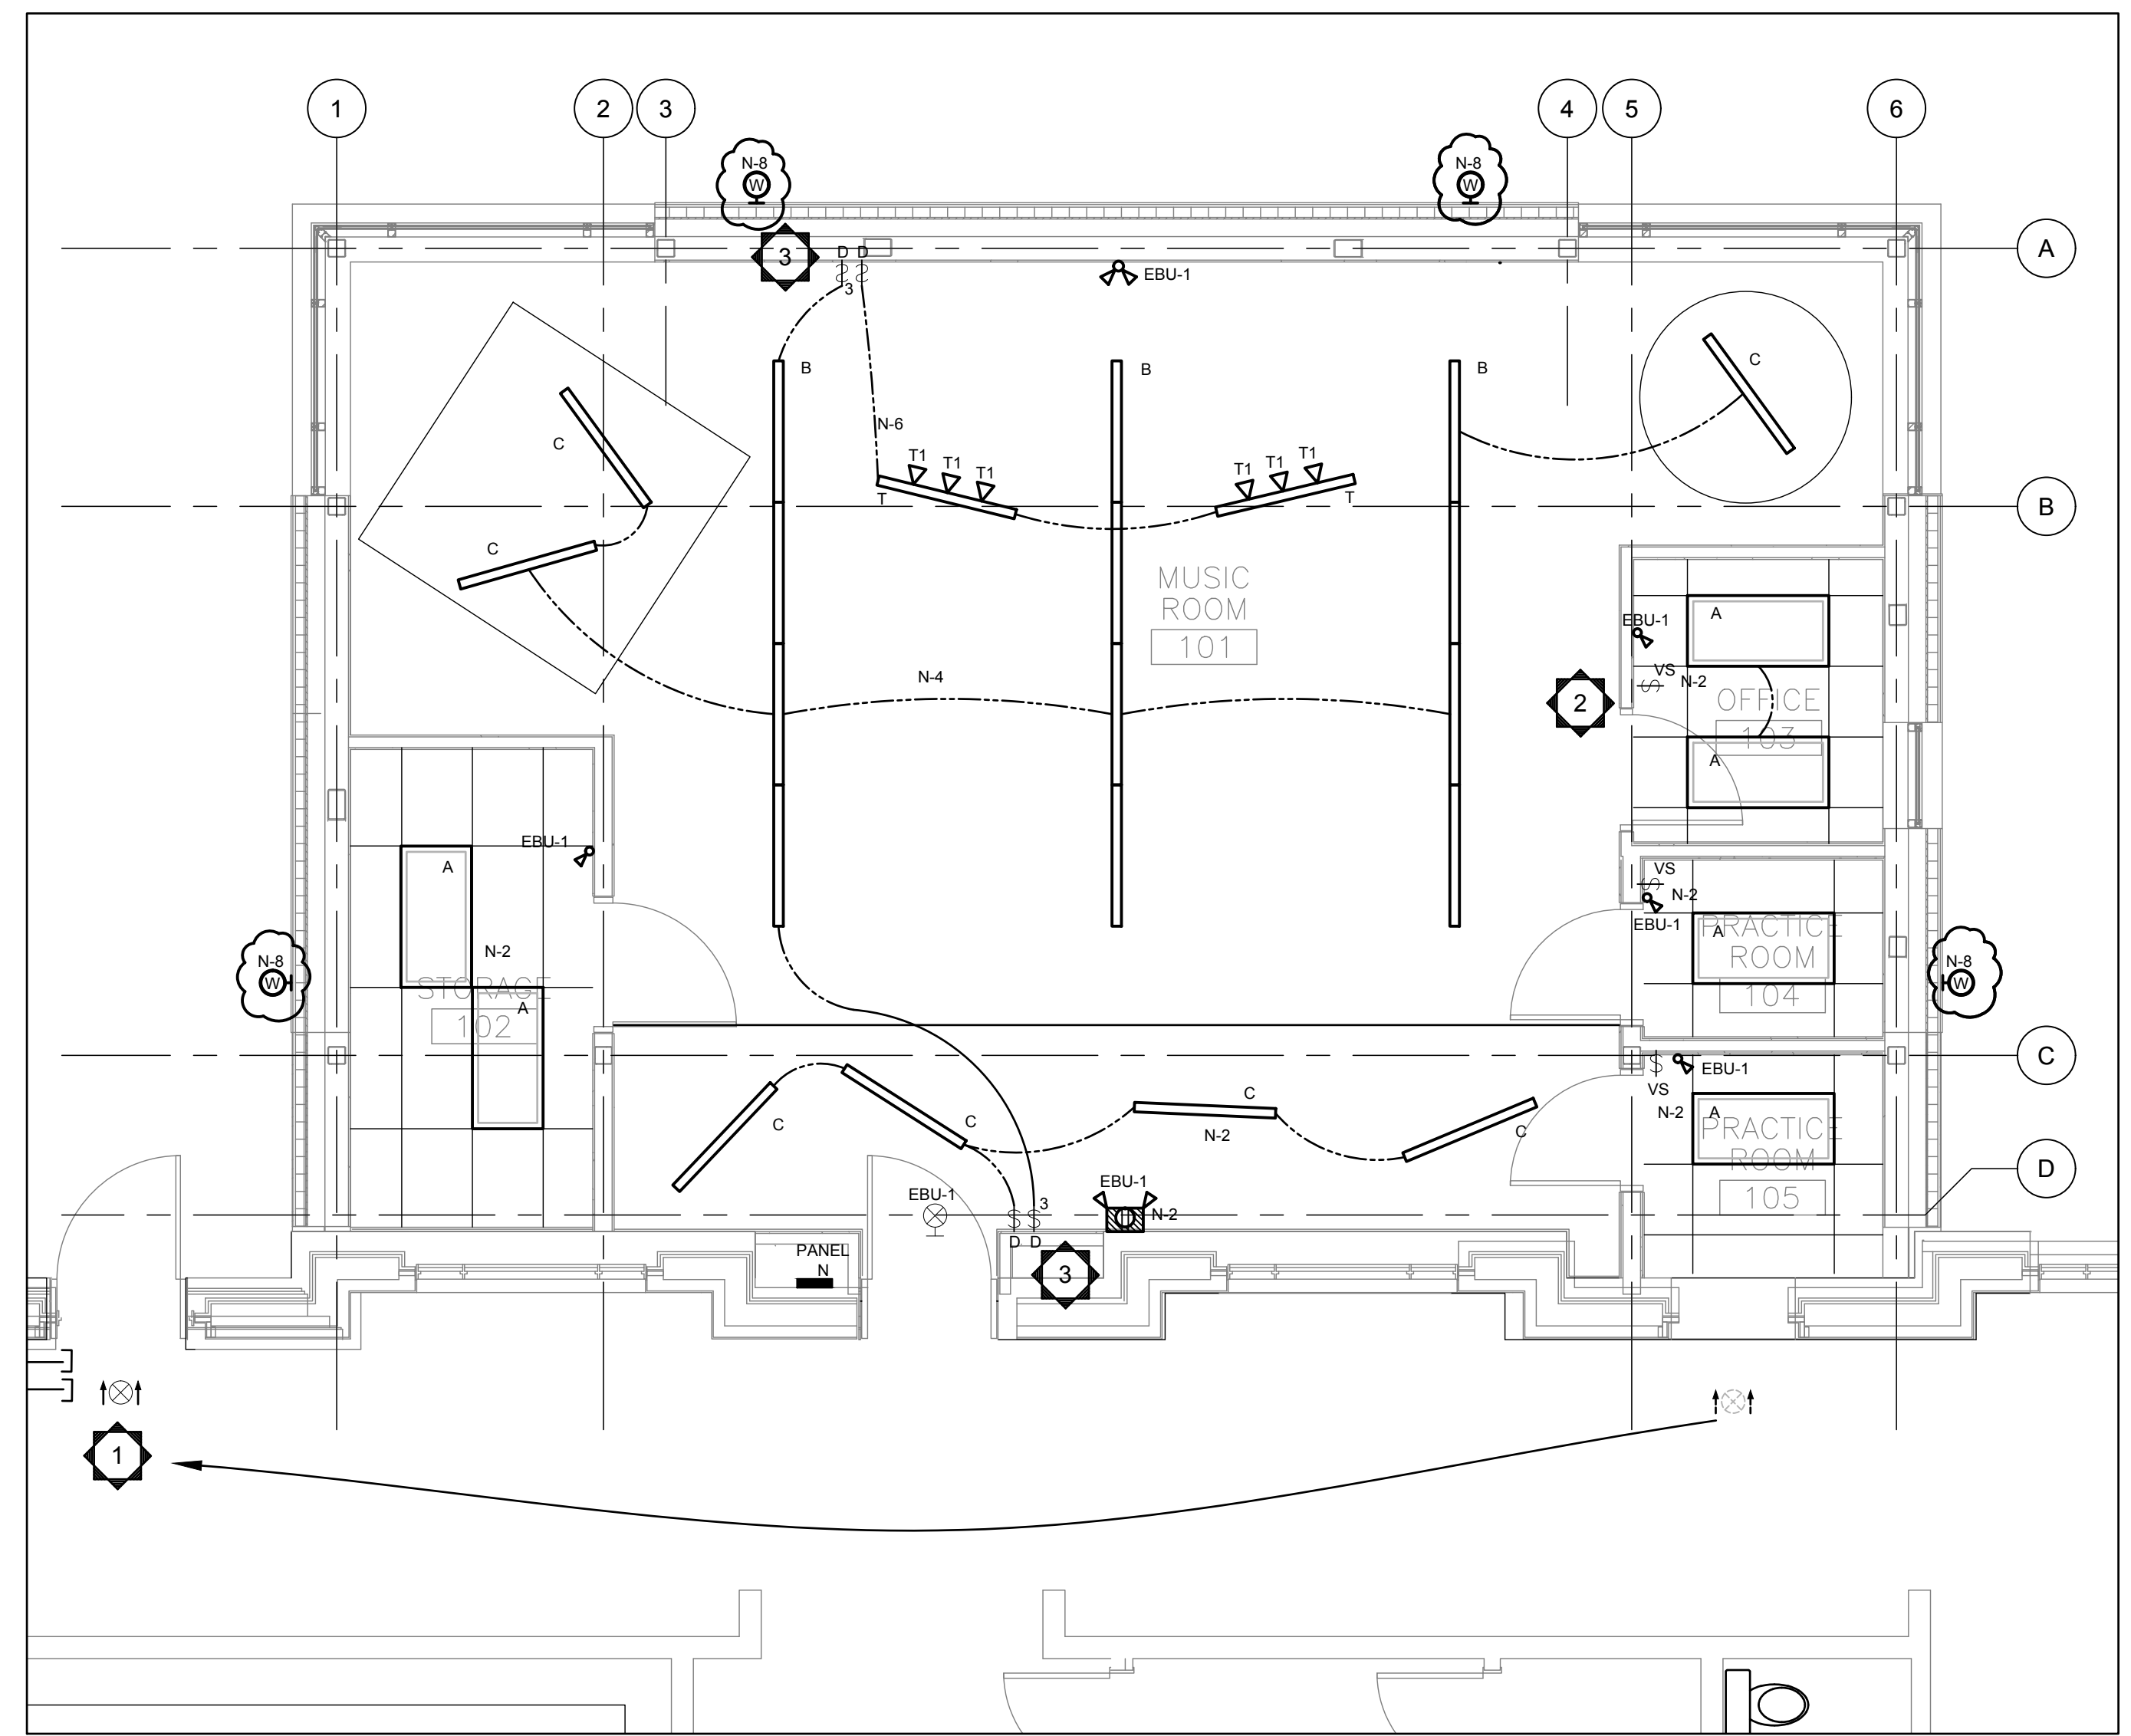 1
2
3
4
5
6
N-8
W
N-8
W
A
3
D D
3
EBU-1
B
B
B
C
C
N-6
T1
T1
T1
T
T1
T1
T1
T
C
B
MUSIC
ROOM
101
EBU-1
A
VS
N-2
OFFICE
103
A
2
N-4
EBU-1
A
N-2
STORAGE
102
A
VS
N-2
EBU-1
A
PRACTICE
ROOM
104
N-8
W
N-8
W
C
EBU-1
VS
N-2
A
PRACTICE
ROOM
105
C
C
C
N-2
C
D
EBU-1
3
EBU-1
N-2
D D
PANEL
N
3
1